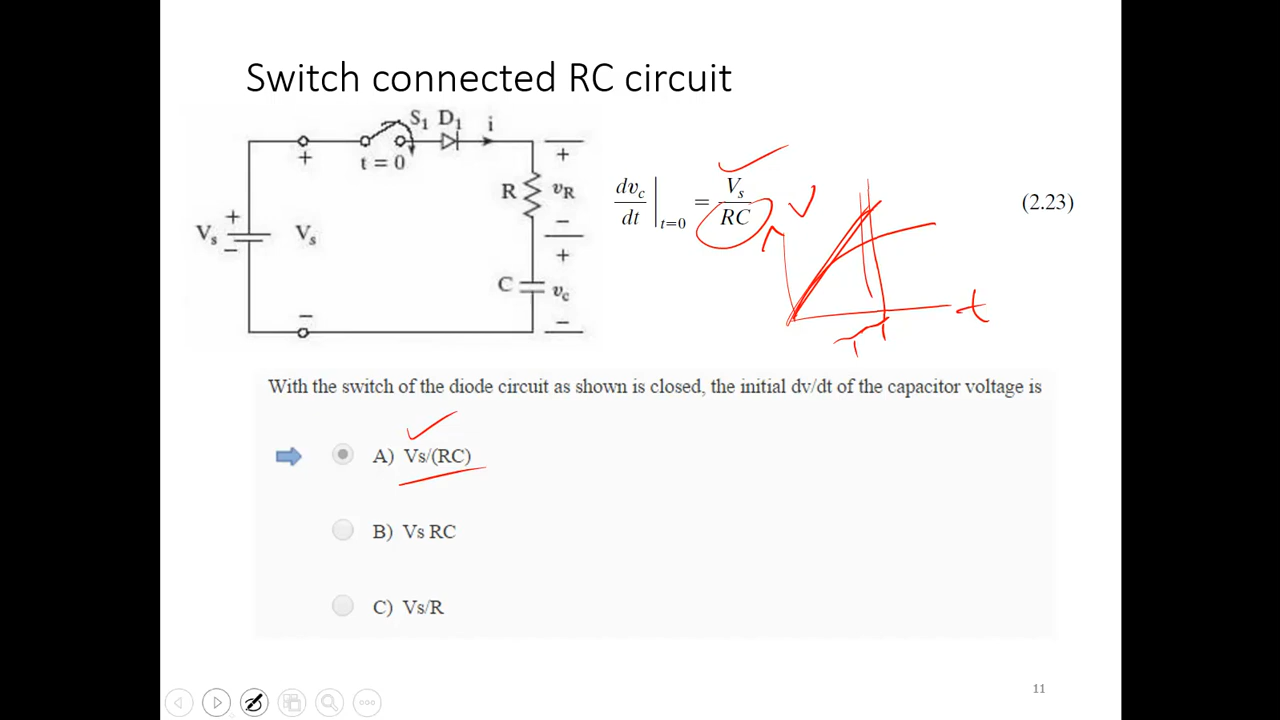 Switch connected RC circuit
S1 D1 i
+ t = 0 +
R vR
dvc/dt |t=0 = Vs/RC (2.23)
V
+ −
Vs Vs +
−
C vc
− −
t
τ
With the switch of the diode circuit as shown is closed, the initial dv/dt of the capacitor voltage is
A) Vs/(RC)
B) Vs RC
C) Vs/R
11